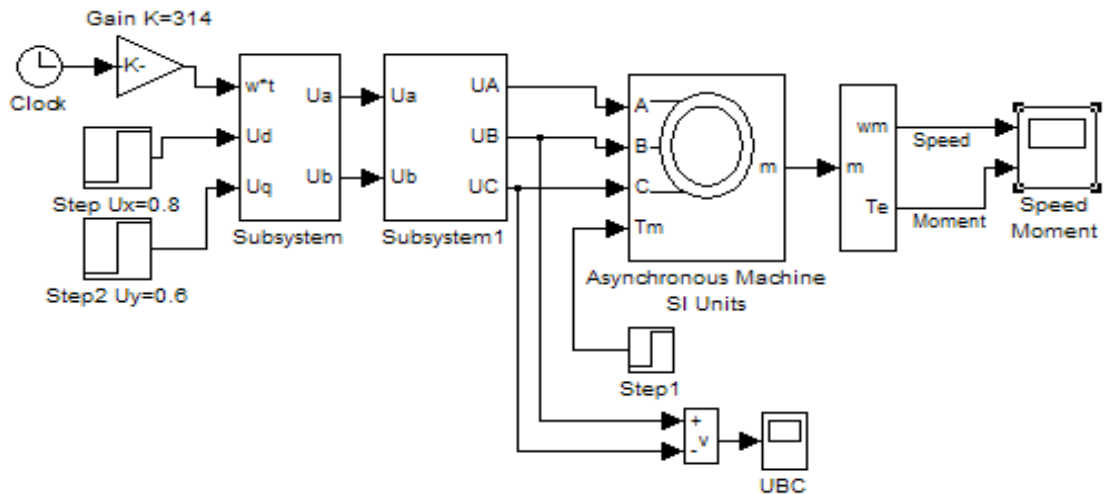 Gain K=314
-K-
Clock
w*t
Ud
Uq
Ua
Ub
Subsystem
Step Ux=0.8
Step2 Uy=0.6
Ua
Ub
UA
UB
UC
Subsystem1
A
B
C
Tm
m
Asynchronous Machine
SI Units
Step1
m
wm
Te
Speed
Moment
Speed
Moment
+
-
v
UBC